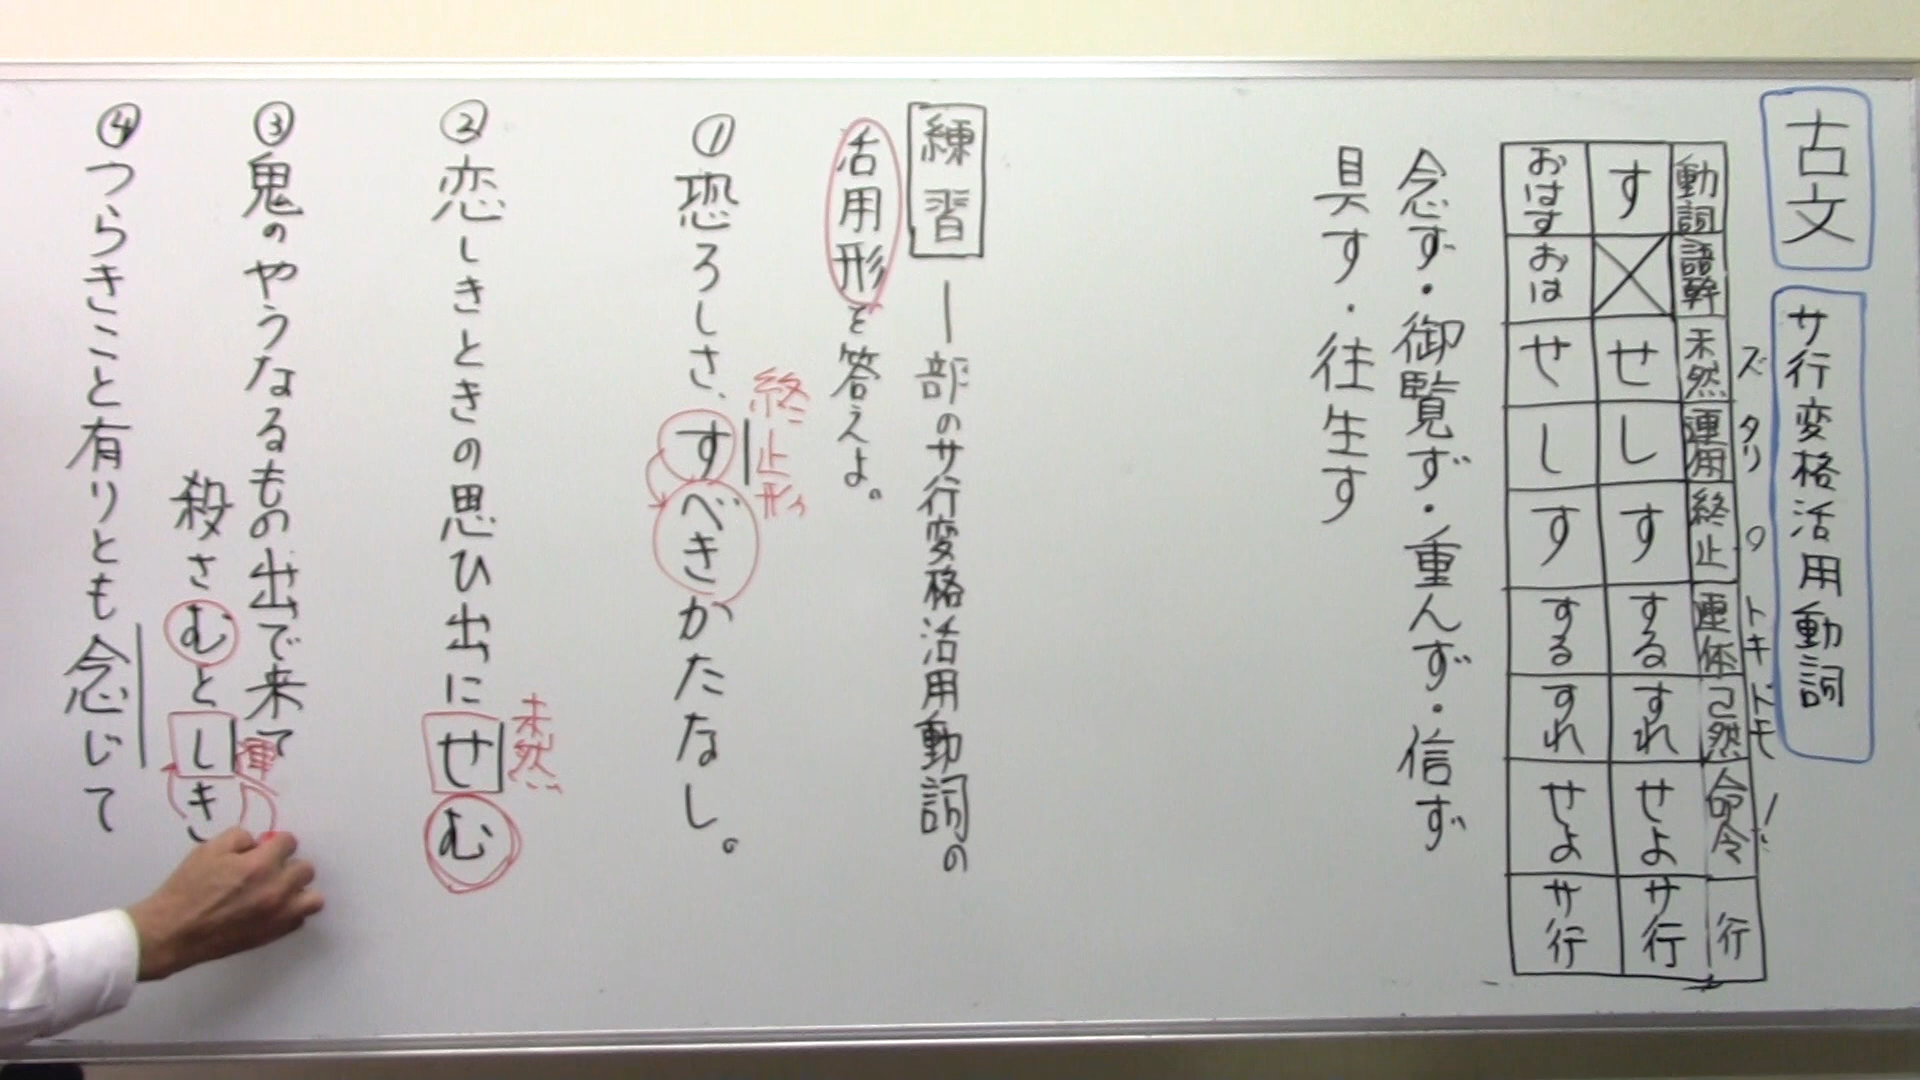 古文
サ行変格活用動詞
ズ タリ 。 トキ ドモ !
動詞 語幹 未然 連用 終止 連体 已然 命令 行
す せ し す する すれ せよ サ行
おはす おは せ し す する すれ せよ サ行
念ず・御覧ず・重んず・信ず
具す・往生す
練習 ―部のサ行変格活用動詞の
活用形を答えよ。
①恐ろしさ、すべきかたなし。
終止形
②恋しきときの思ひ出にせむ
未然
③鬼のやうなるもの出で来て
殺さむとしき
連
④つらきこと有りとも念じて